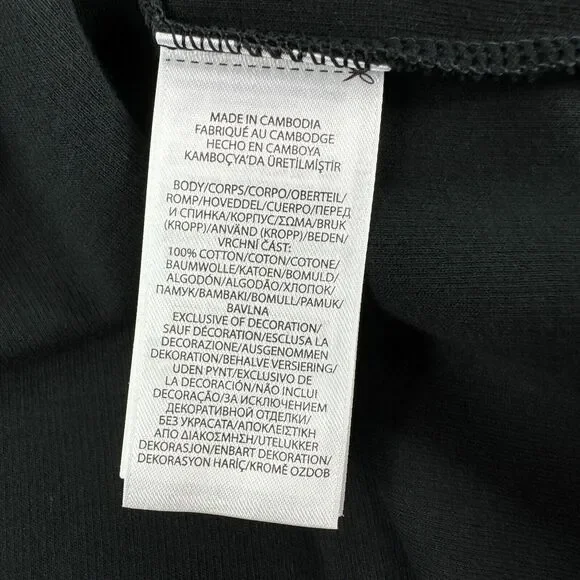 MADE IN CAMBODIA
FABRIQUÉ AU CAMBODGE
HECHO EN CAMBOYA
KAMBOÇYA'DA ÜRETİLMİŞTİR
BODY/CORPS/CORPO/OBERTEIL/
ROMP/HOVEDDEL/CUERPO/ПЕРЕД
И СПИНКА/КОРПУС/ΣΩΜΑ/BRUK
(KROPP)/ANVÄND (KROPP)/BEDEN/
VRCHNÍ ČÁST:
100% COTTON/COTON/COTONE/
BAUMWOLLE/KATOEN/BOMULD/
ALGODÓN/ALGODÃO/ХЛОПОК/
ПАМУК/ΒΑΜΒΑΚΙ/BOMULL/PAMUK/
BAVLNA
EXCLUSIVE OF DECORATION/
SAUF DÉCORATION/ESCLUSA LA
DECORAZIONE/AUSGENOMMEN
DEKORATION/BEHALVE VERSIERING/
UDEN PYNT/EXCLUSIVO DE
LA DECORACIÓN/NÃO INCLUI
DECORAÇÃO/ЗА ИСКЛЮЧЕНИЕМ
ДЕКОРАТИВНОЙ ОТДЕЛКИ/
БЕЗ УКРАСАТА/ΑΠΟΚΛΕΙΣΤΙΚΗ
ΑΠΟ ΔΙΑΚΟΣΜΗΣΗ/UTELUKKER
DEKORASJON/ENBART DEKORATION/
DEKORASYON HARİÇ/KROMĚ OZDOB